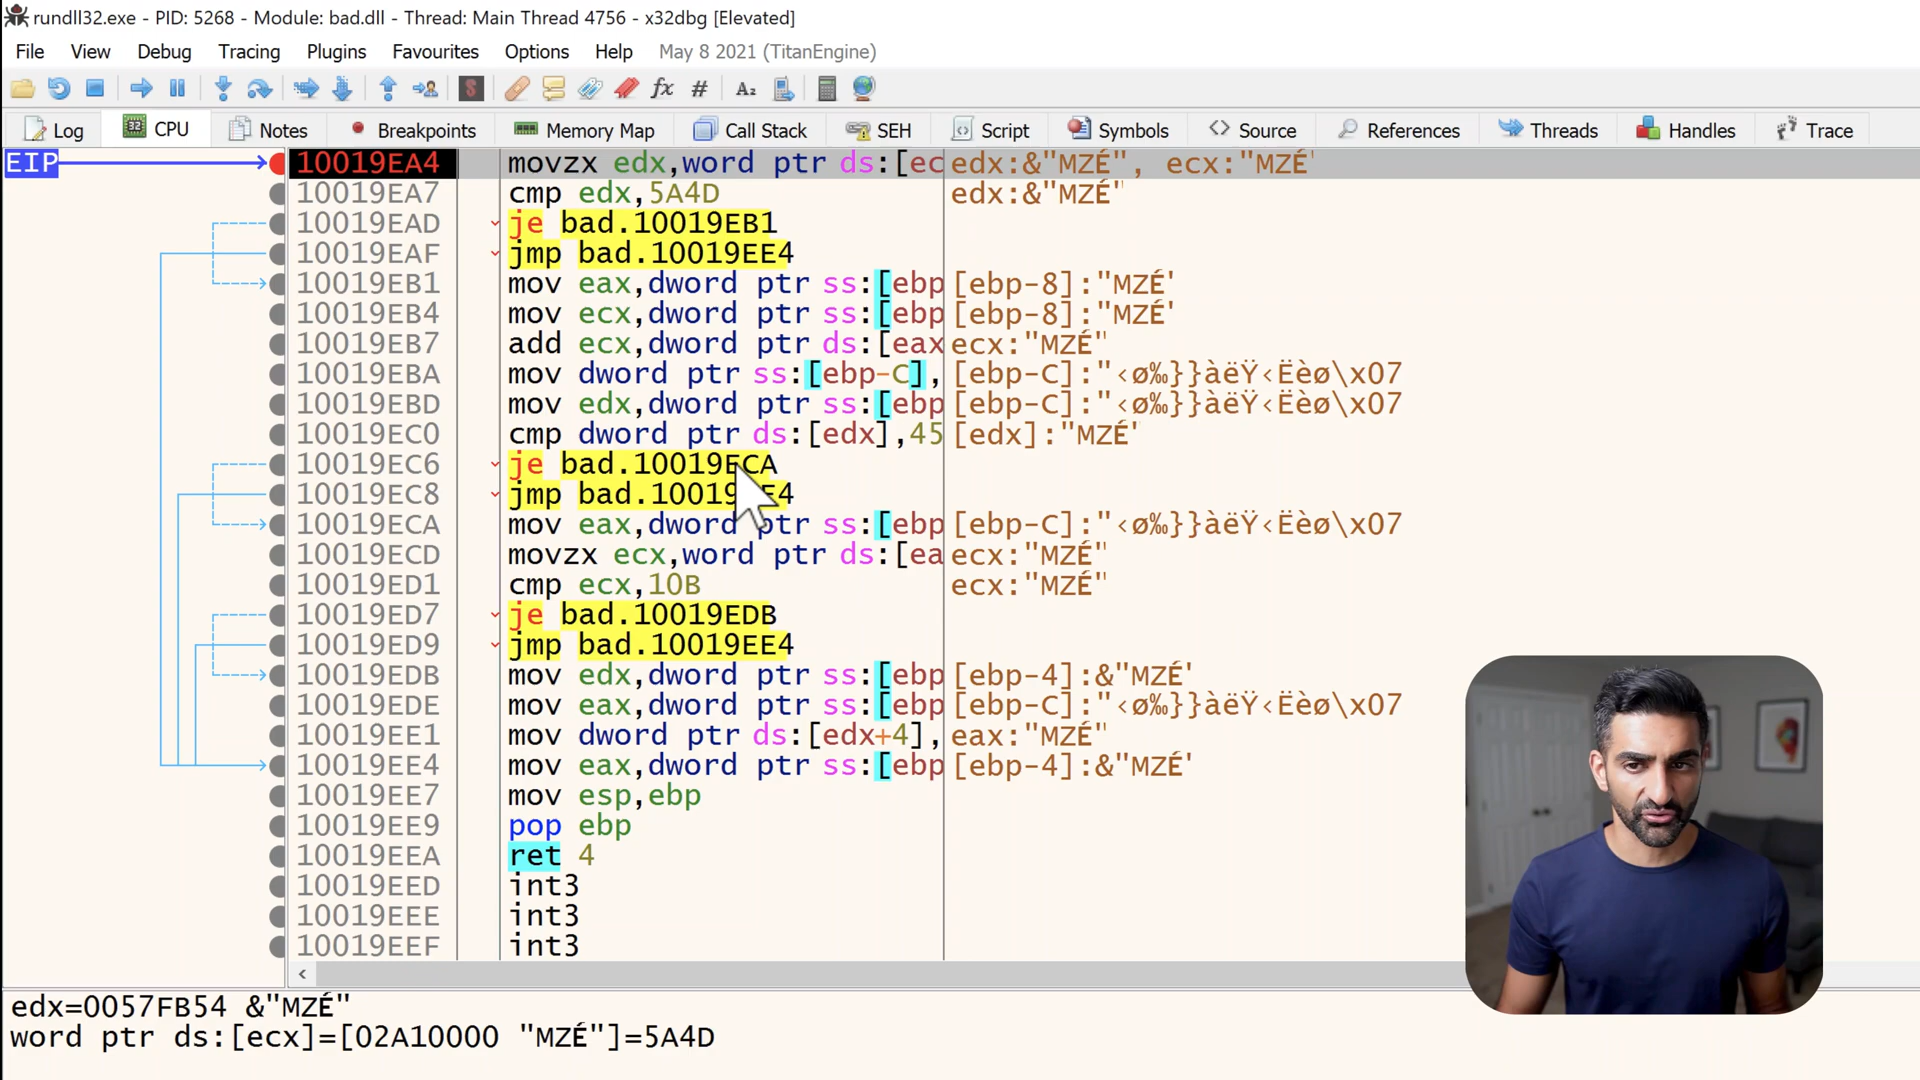 rundll32.exe - PID: 5268 - Module: bad.dll - Thread: Main Thread 4756 - x32dbg [Elevated]
File View Debug Tracing Plugins Favourites Options Help May 8 2021 (TitanEngine)
Log CPU Notes Breakpoints Memory Map Call Stack SEH Script Symbols Source References Threads Handles Trace
EIP 10019EA4 movzx edx,word ptr ds:[ec edx:&"MZÉ", ecx:"MZÉ'
10019EA7 cmp edx,5A4D edx:&"MZÉ"
10019EAD je bad.10019EB1
10019EAF jmp bad.10019EE4
10019EB1 mov eax,dword ptr ss:[ebp [ebp-8]:"MZÉ'
10019EB4 mov ecx,dword ptr ss:[ebp [ebp-8]:"MZÉ'
10019EB7 add ecx,dword ptr ds:[eax ecx:"MZÉ"
10019EBA mov dword ptr ss:[ebp-C], [ebp-C]:"‹ø‰}}àëŸ‹Ëèø\x07
10019EBD mov edx,dword ptr ss:[ebp [ebp-C]:"‹ø‰}}àëŸ‹Ëèø\x07
10019EC0 cmp dword ptr ds:[edx],45 [edx]:"MZÉ'
10019EC6 je bad.10019ECA
10019EC8 jmp bad.10019 E4
10019ECA mov eax,dword ptr ss:[ebp [ebp-C]:"‹ø‰}}àëŸ‹Ëèø\x07
10019ECD movzx ecx,word ptr ds:[ea ecx:"MZÉ"
10019ED1 cmp ecx,10B ecx:"MZÉ"
10019ED7 je bad.10019EDB
10019ED9 jmp bad.10019EE4
10019EDB mov edx,dword ptr ss:[ebp [ebp-4]:&"MZÉ'
10019EDE mov eax,dword ptr ss:[ebp [ebp-C]:"‹ø‰}}àëŸ‹Ëèø\x07
10019EE1 mov dword ptr ds:[edx+4], eax:"MZÉ"
10019EE4 mov eax,dword ptr ss:[ebp [ebp-4]:&"MZÉ'
10019EE7 mov esp,ebp
10019EE9 pop ebp
10019EEA ret 4
10019EED int3
10019EEE int3
10019EEF int3
edx=0057FB54 &"MZÉ"
word ptr ds:[ecx]=[02A10000 "MZÉ"]=5A4D